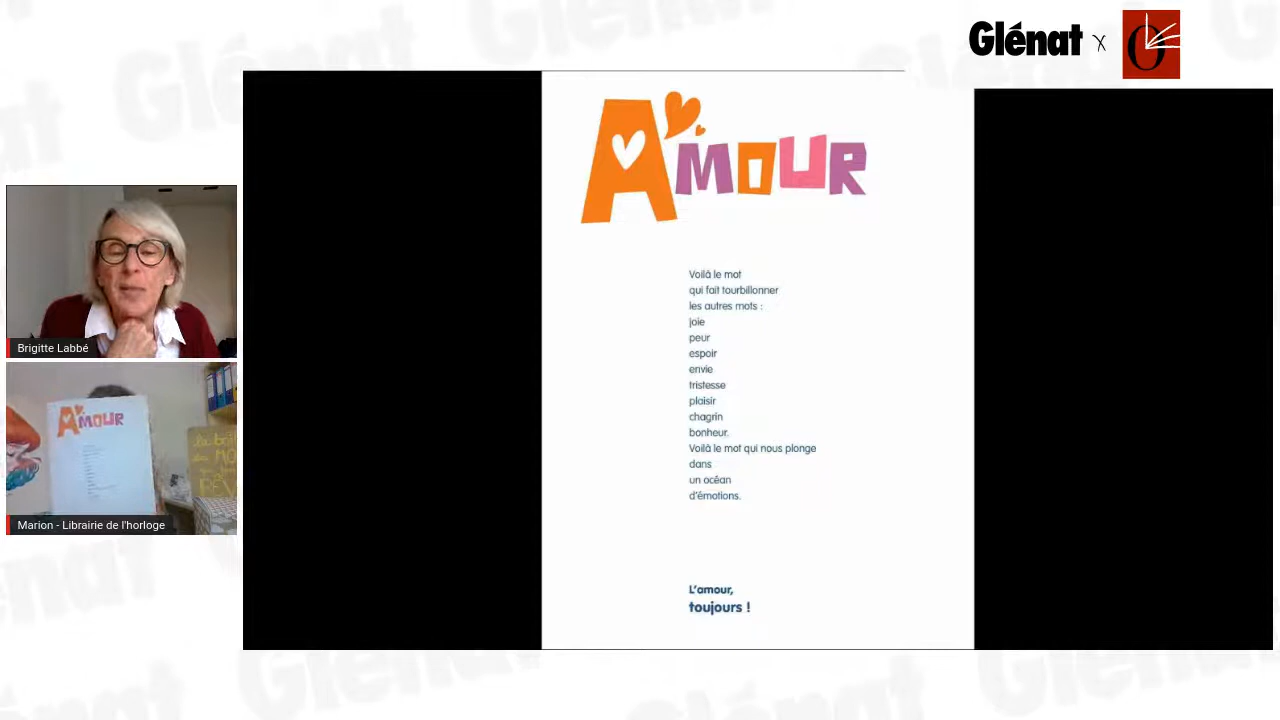 Glénat x O
AMOUR
Voilà le mot
qui fait tourbillonner
les autres mots :
joie
peur
espoir
envie
tristesse
plaisir
chagrin
bonheur.
Voilà le mot qui nous plonge
dans
un océan
d'émotions.
L'amour,
toujours !
Brigitte Labbé
AMOUR
Marion - Librairie de l'horloge